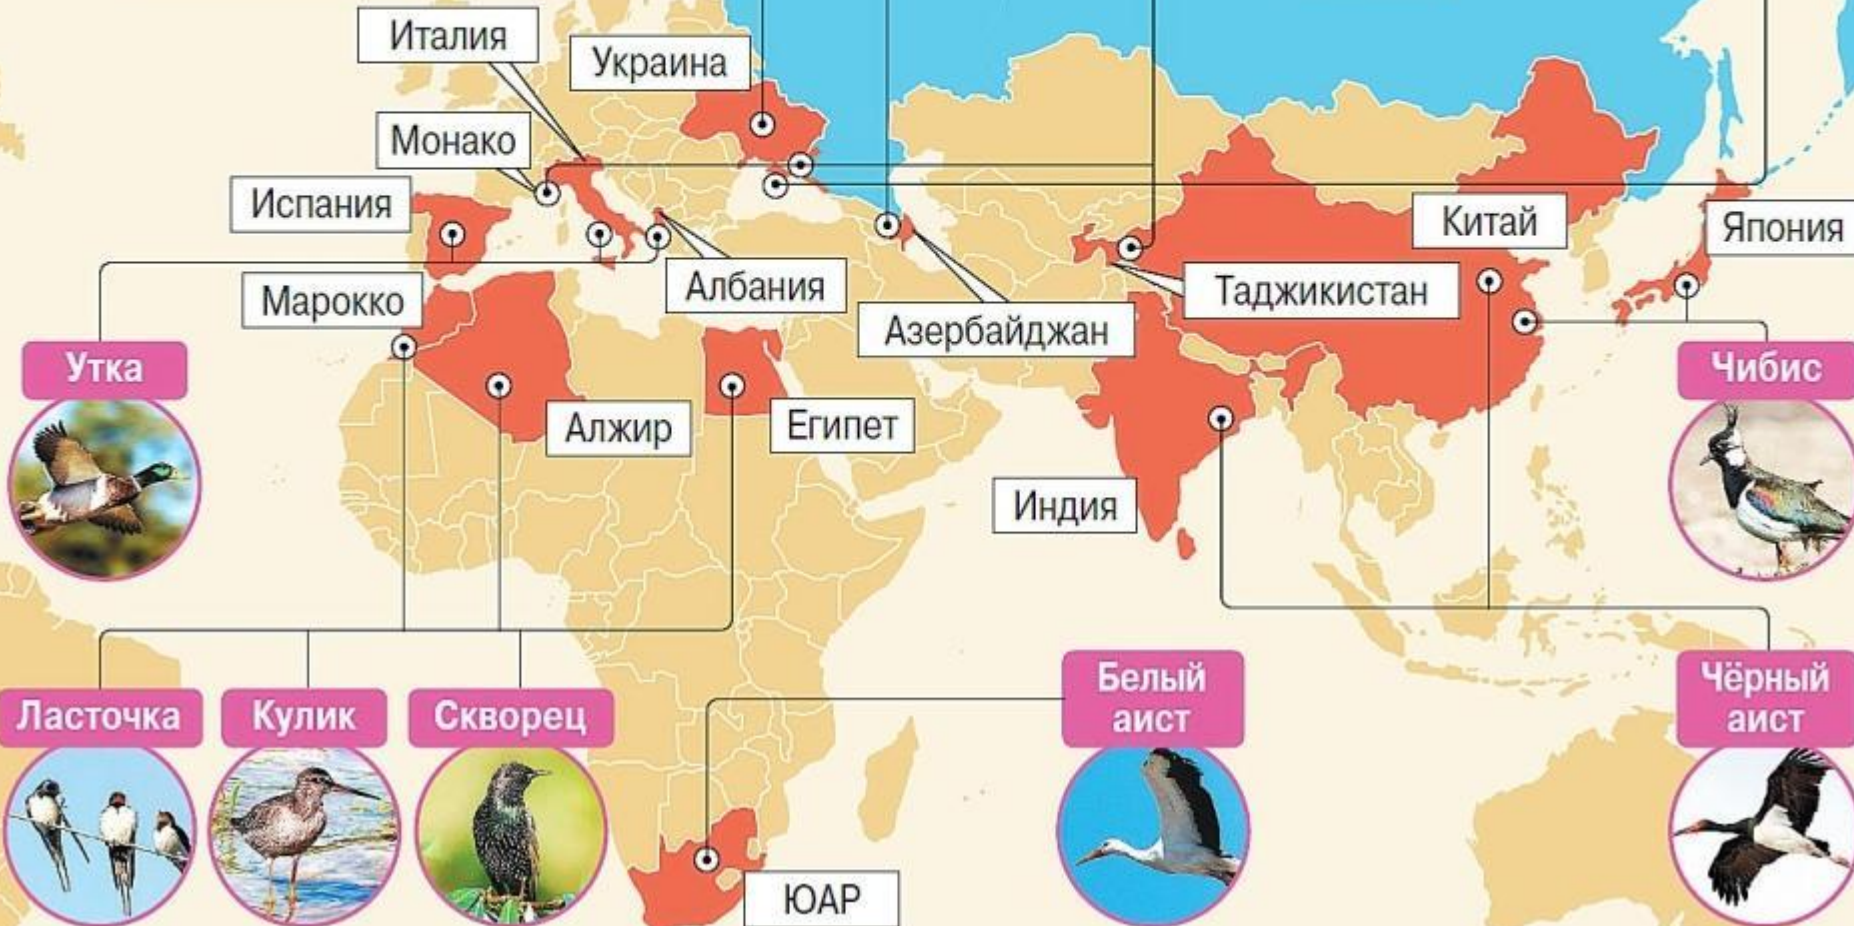 Италия
Украина
Монако
Испания
Китай
Япония
Албания
Таджикистан
Марокко
Азербайджан
Утка
Чибис
Алжир
Египет
Индия
Белый
аист
Чёрный
аист
Ласточка
Кулик
Скворец
ЮАР